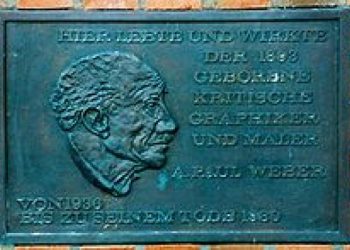 HIER LEBTE UND WIRKTE
DER 1893
GEBORENE
KRITISCHE
GRAPHIKER
UND MALER
A. PAUL WEBER
VON 1936
BIS ZU SEINEM TODE 1980